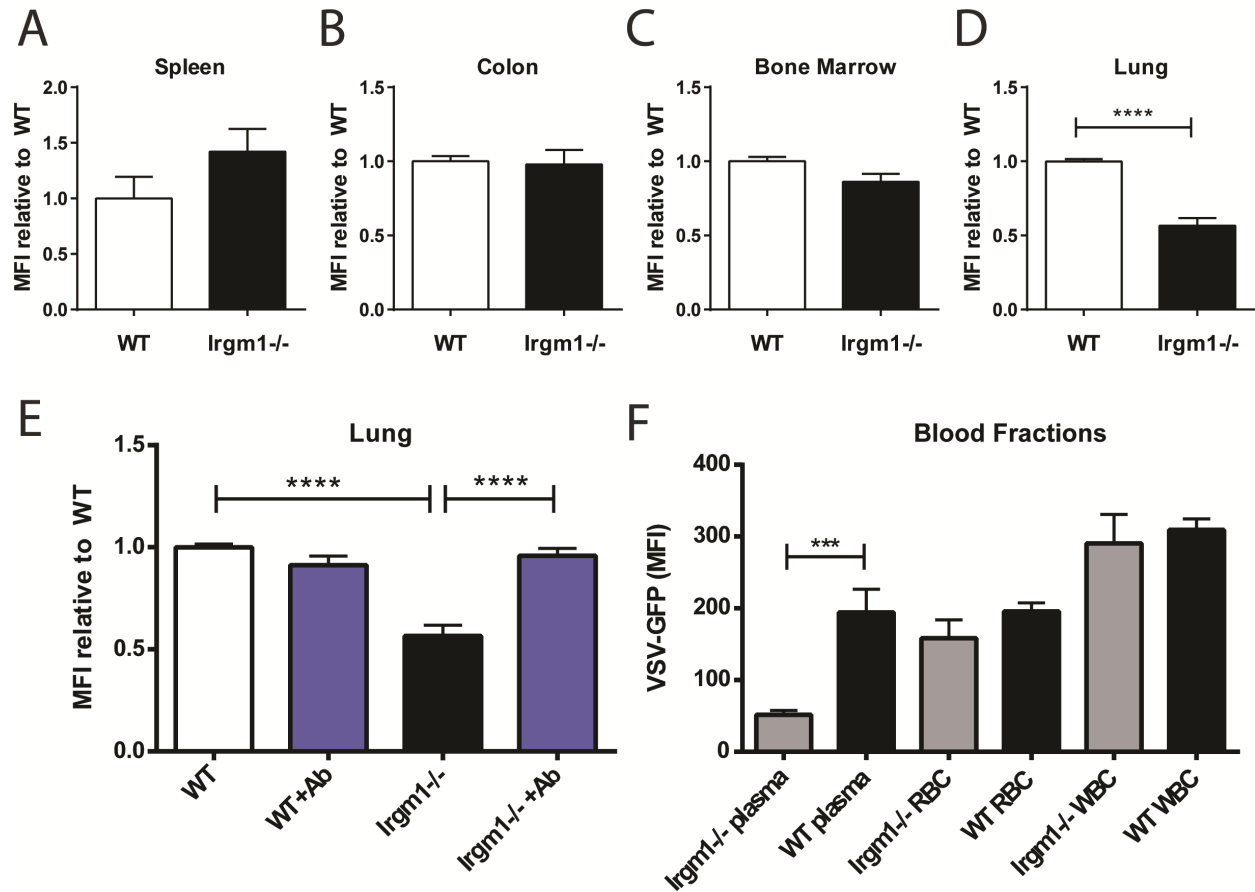 A
Spleen
MFI relative to WT
2.0
1.5
1.0
0.5
0.0
WT
Irgm1-/-
B
Colon
MFI relative to WT
1.5
1.0
0.5
0.0
WT
Irgm1-/-
C
Bone Marrow
MFI relative to WT
1.5
1.0
0.5
0.0
WT
Irgm1-/-
D
Lung
MFI relative to WT
1.5
1.0
0.5
0.0
****
WT
Irgm1-/-
E
Lung
MFI relative to WT
1.5
1.0
0.5
0.0
****
****
WT
WT+Ab
Irgm1-/-
Irgm1-/- +Ab
F
Blood Fractions
VSV-GFP (MFI)
400
300
200
100
0
***
Irgm1-/- plasma
WT plasma
Irgm1-/- RBC
WT RBC
Irgm1-/- WBC
WT WBC